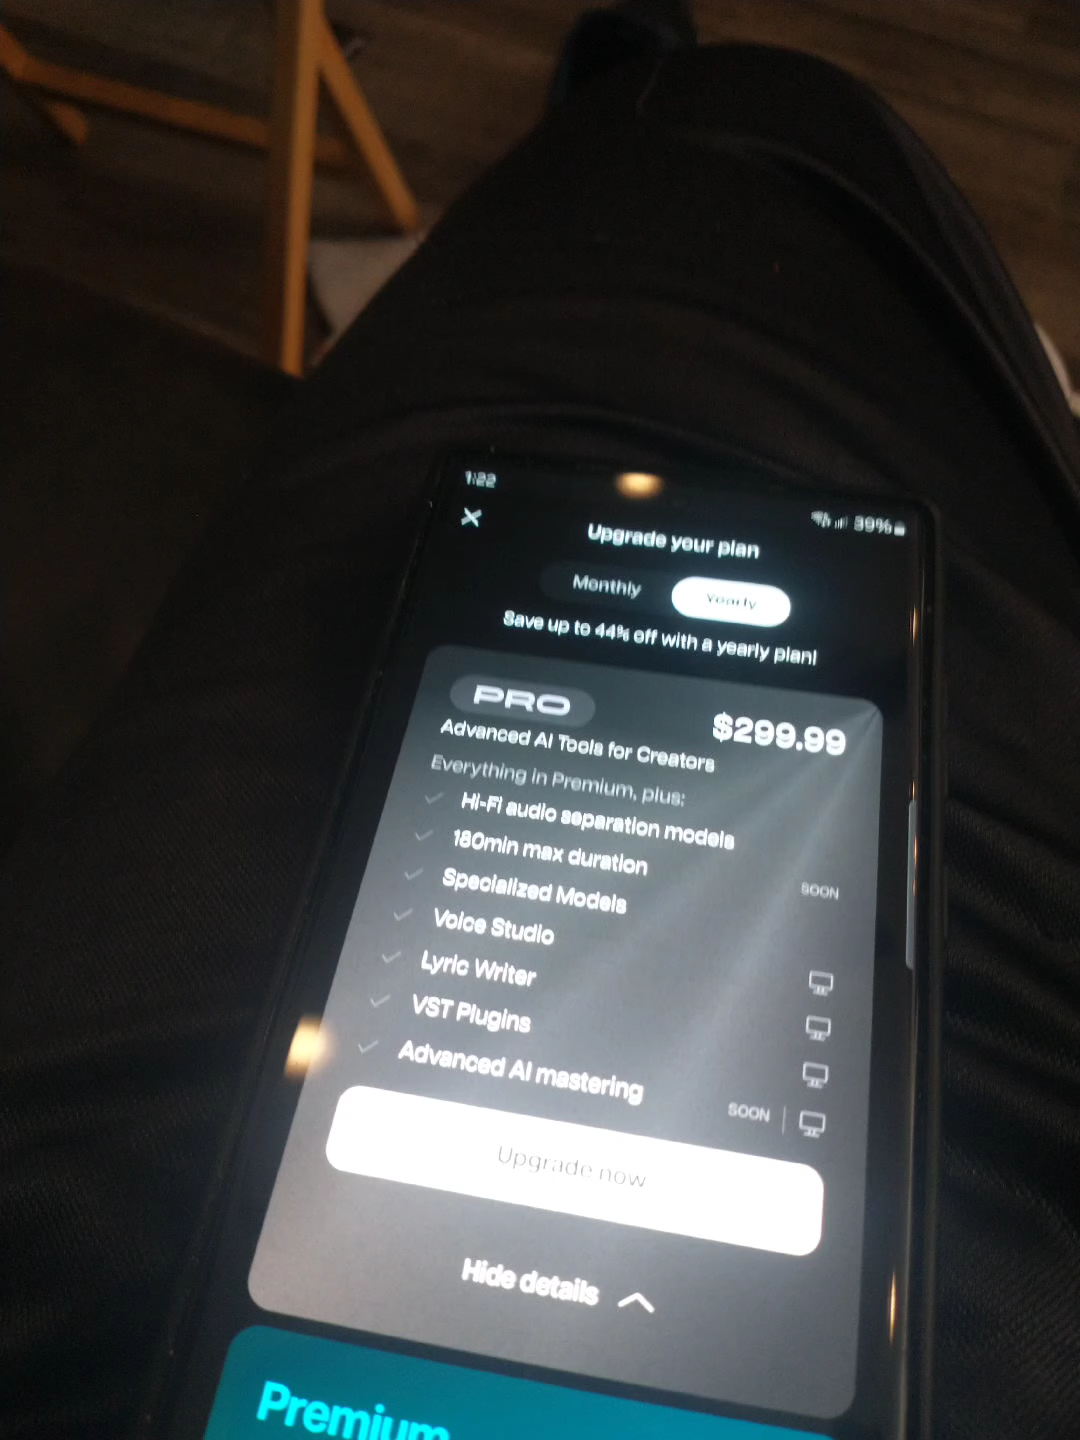 1:22
39%
Upgrade your plan
Monthly
Yearly
Save up to 44% off with a yearly plan!
PRO
$299.99
Advanced AI Tools for Creators
Everything in Premium, plus:
Hi-Fi audio separation models
180min max duration
Specialized Models
SOON
Voice Studio
Lyric Writer
VST Plugins
Advanced AI mastering
SOON
Upgrade now
Hide details
Premium